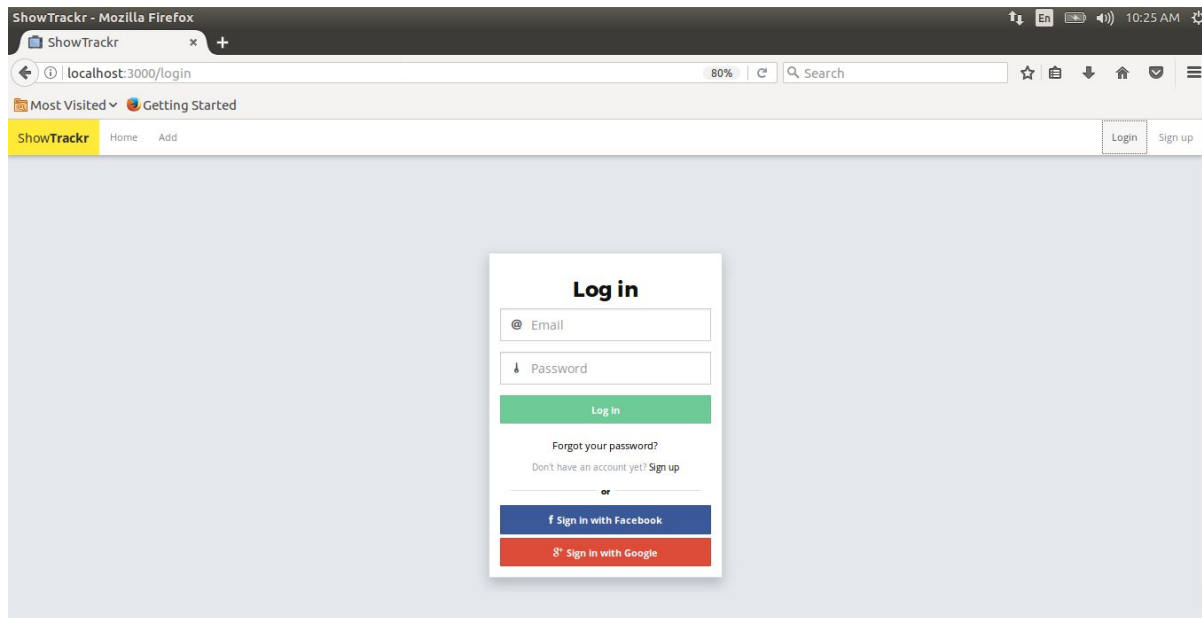 ShowTrackr - Mozilla Firefox En 10:25 AM
ShowTrackr × +
localhost:3000/login 80% Search
Most Visited Getting Started
ShowTrackr Home Add Login Sign up
Log in
@ Email
Password
Log in
Forgot your password?
Don't have an account yet? Sign up
or
f Sign in with Facebook
g+ Sign in with Google